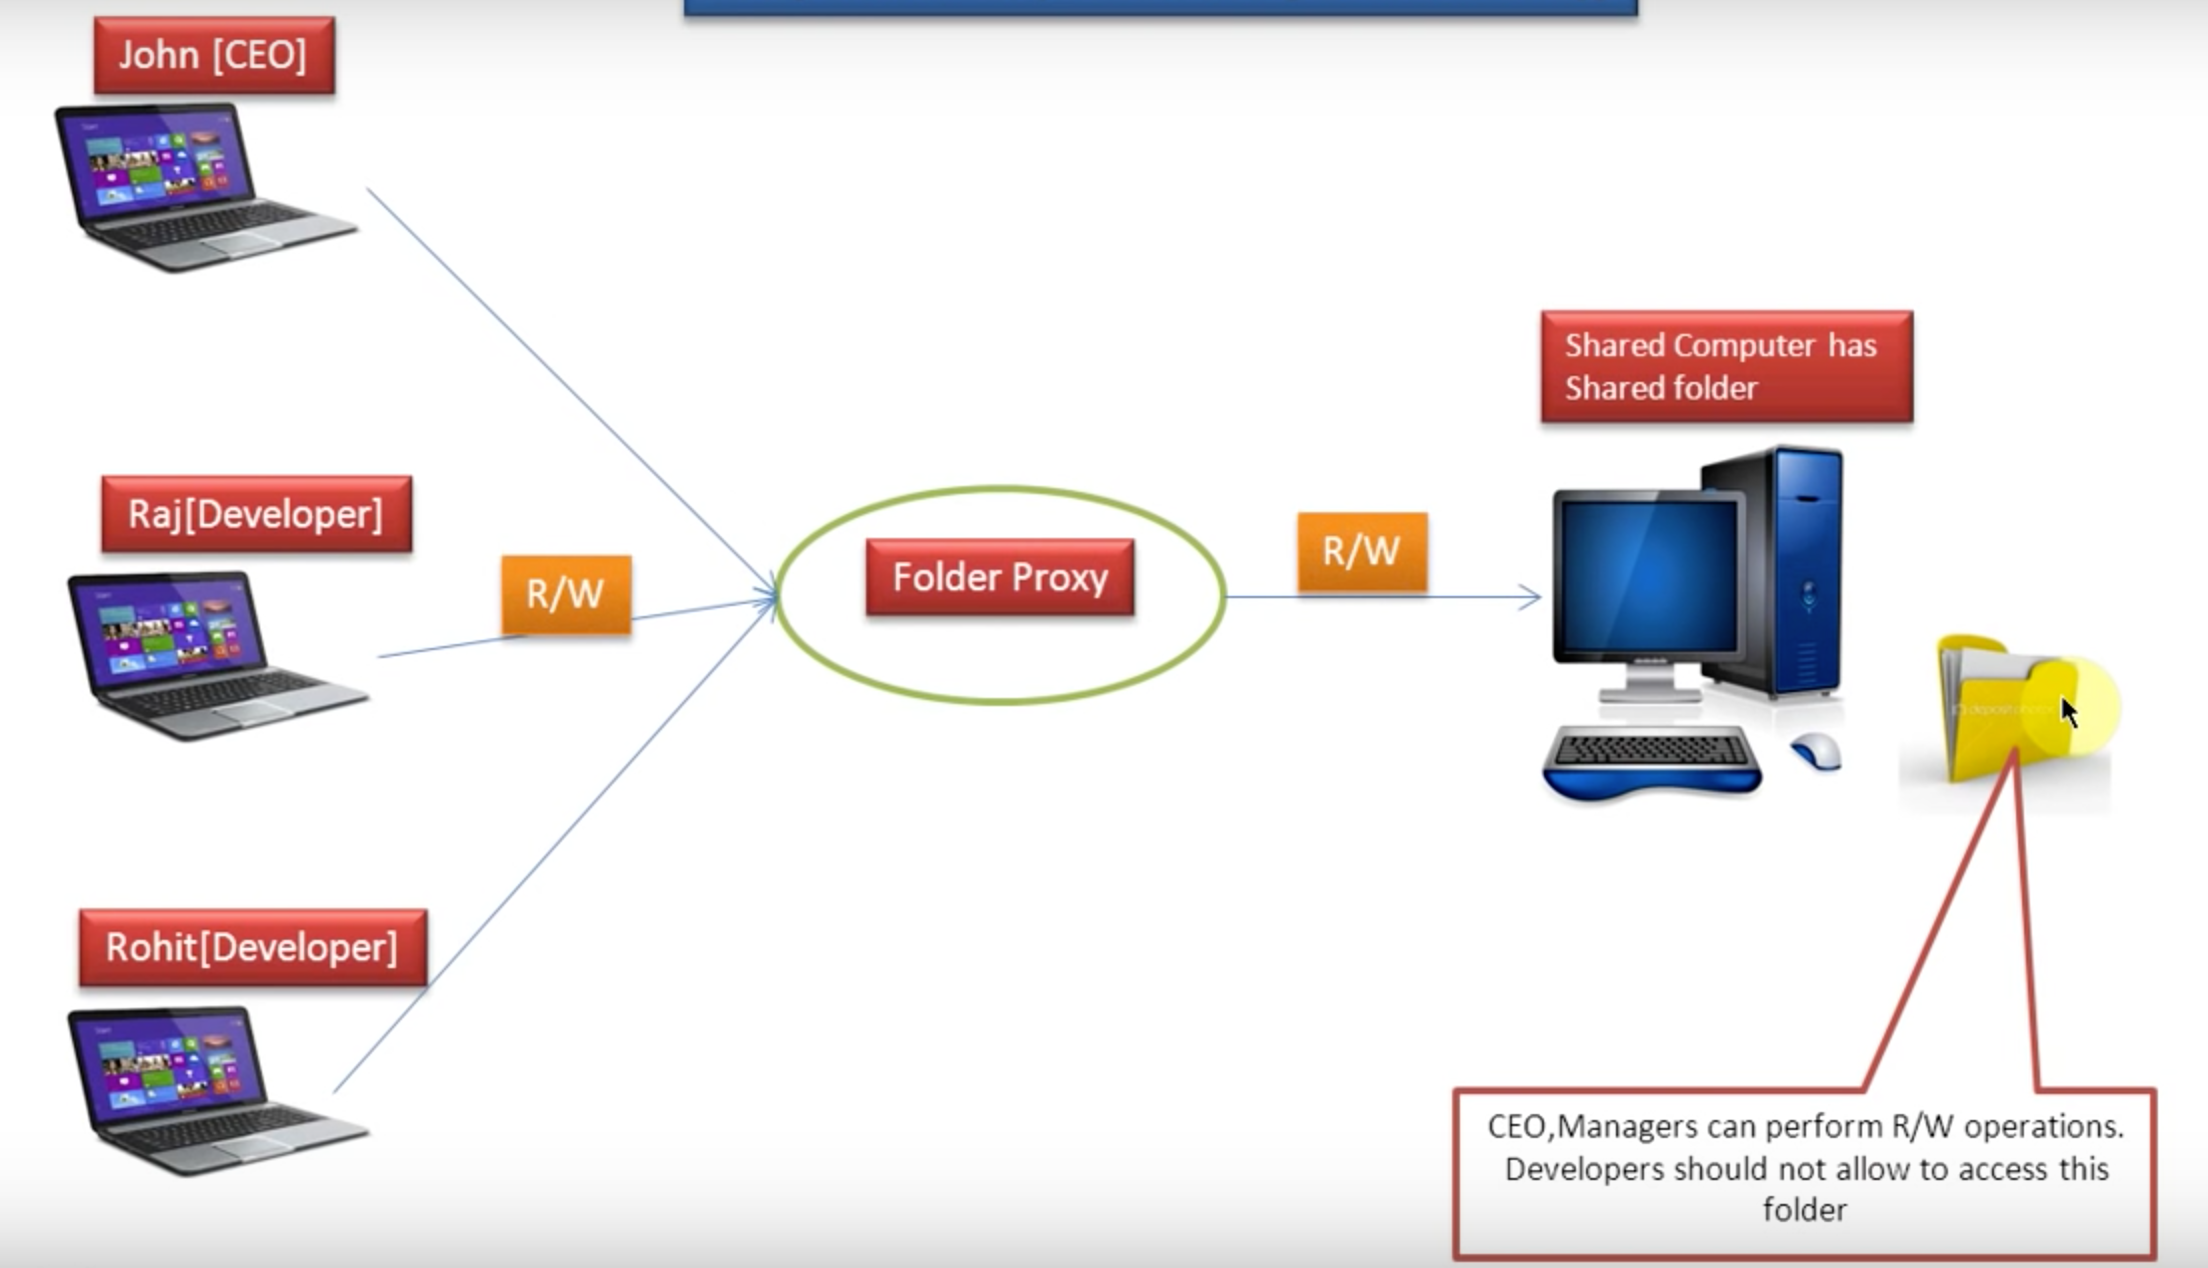 John [CEO]
Shared Computer has
Shared folder
Raj[Developer]
R/W
Folder Proxy
R/W
Rohit[Developer]
CEO,Managers can perform R/W operations.
Developers should not allow to access this
folder